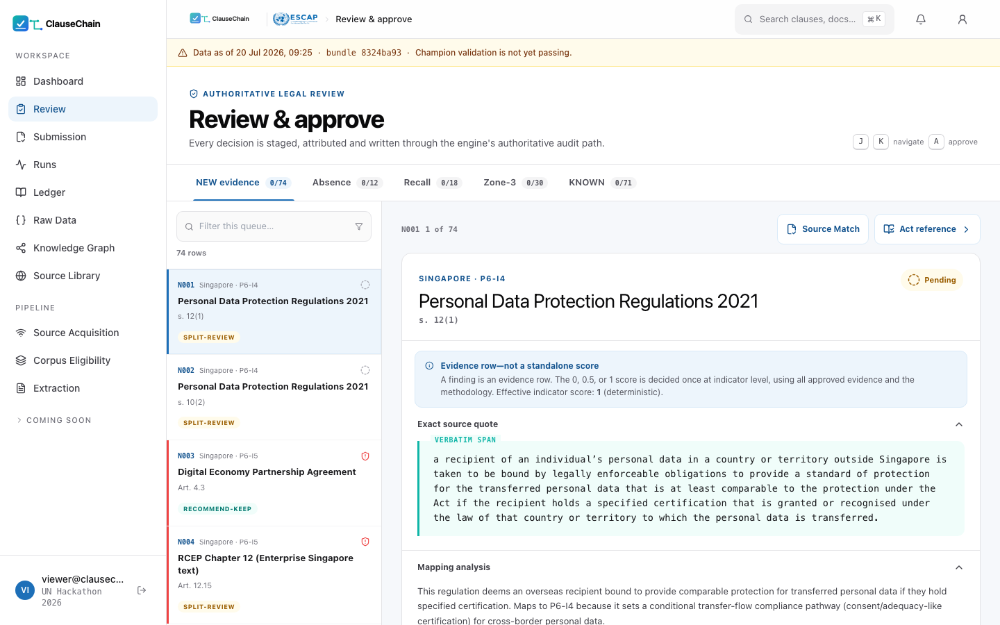 ClauseChain
WORKSPACE
Dashboard
Review
Submission
Runs
Ledger
Raw Data
Knowledge Graph
Source Library
PIPELINE
Source Acquisition
Corpus Eligibility
Extraction
COMING SOON
VI
viewer@clausec...
UN Hackathon
2026
ClauseChain
ESCAP
Review & approve
Search clauses, docs...
⌘ K
Data as of 20 Jul 2026, 09:25 · bundle 8324ba93 · Champion validation is not yet passing.
AUTHORITATIVE LEGAL REVIEW
Review & approve
Every decision is staged, attributed and written through the engine's authoritative audit path.
J K navigate A approve
NEW evidence 0/74 Absence 0/12 Recall 0/18 Zone-3 0/30 KNOWN 0/71
Filter this queue...
74 rows
N001 Singapore · P6-I4
Personal Data Protection Regulations 2021
s. 12(1)
SPLIT-REVIEW
N002 Singapore · P6-I4
Personal Data Protection Regulations 2021
s. 10(2)
SPLIT-REVIEW
N003 Singapore · P6-I5
Digital Economy Partnership Agreement
Art. 4.3
RECOMMEND-KEEP
N004 Singapore · P6-I5
RCEP Chapter 12 (Enterprise Singapore
text)
Art. 12.15
SPLIT-REVIEW
N001 1 of 74
Source Match
Act reference
SINGAPORE · P6-I4
Pending
Personal Data Protection Regulations 2021
s. 12(1)
Evidence row—not a standalone score
A finding is an evidence row. The 0, 0.5, or 1 score is decided once at indicator level, using all approved evidence and the
methodology. Effective indicator score: 1 (deterministic).
Exact source quote
VERBATIM SPAN
a recipient of an individual’s personal data in a country or territory outside Singapore is
taken to be bound by legally enforceable obligations to provide a standard of protection
for the transferred personal data that is at least comparable to the protection under the
Act if the recipient holds a specified certification that is granted or recognised under
the law of that country or territory to which the personal data is transferred.
Mapping analysis
This regulation deems an overseas recipient bound to provide comparable protection for transferred personal data if they hold
specified certification. Maps to P6-I4 because it sets a conditional transfer-flow compliance pathway (consent/adequacy-like
certification) for cross-border personal data.